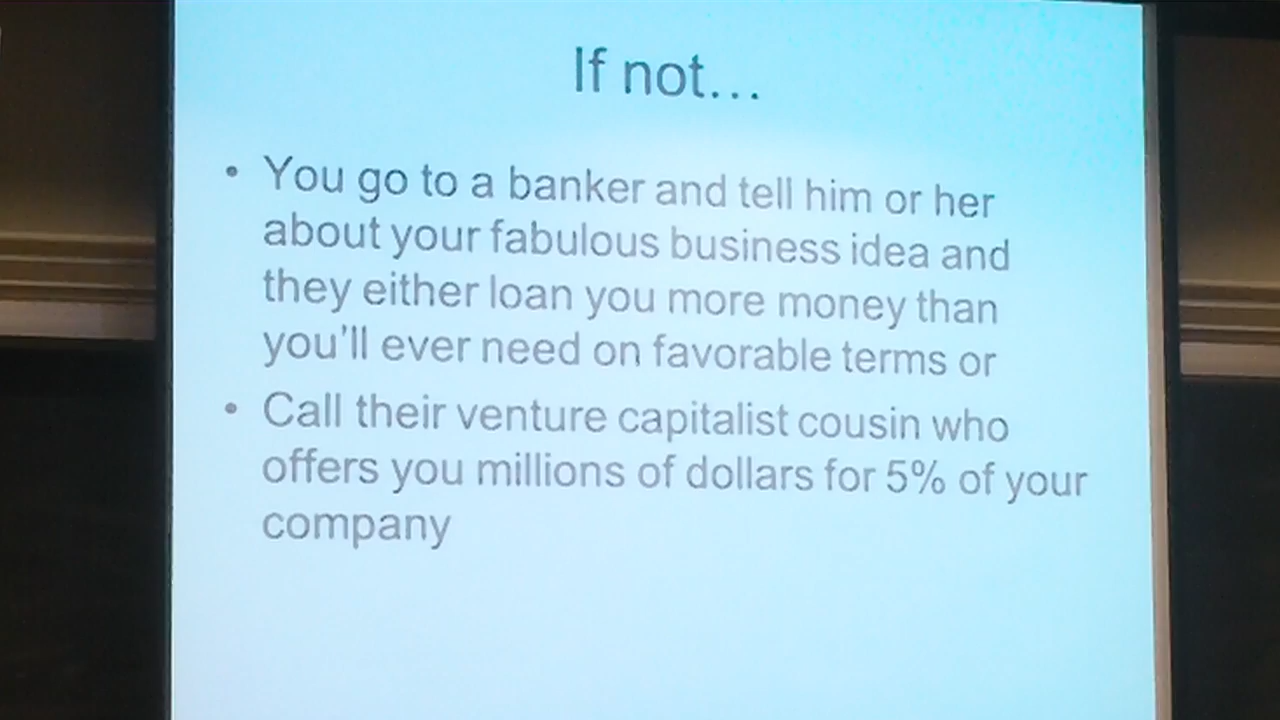 If not...
• You go to a banker and tell him or her
about your fabulous business idea and
they either loan you more money than
you'll ever need on favorable terms or
• Call their venture capitalist cousin who
offers you millions of dollars for 5% of your
company